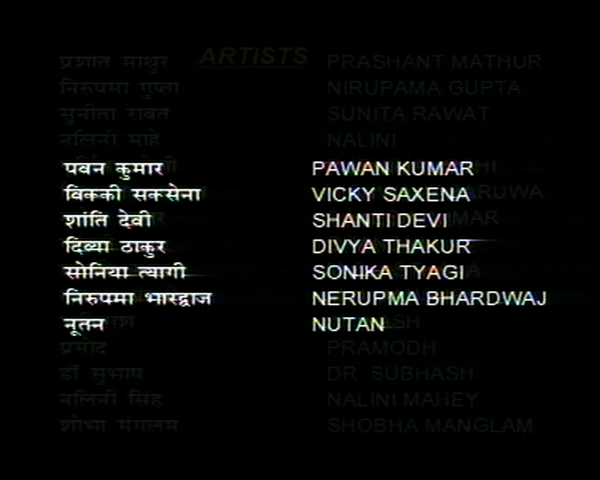 ARTISTS
प्रशांत माथुर PRASHANT MATHUR
निरुपमा गुप्ता NIRUPAMA GUPTA
सुनीता रावत SUNITA RAWAT
नलिनी माहे NALINI
पवन कुमार PAWAN KUMAR
विक्की सक्सेना VICKY SAXENA
शांति देवी SHANTI DEVI
दिव्या ठाकुर DIVYA THAKUR
सोनिया त्यागी SONIKA TYAGI
निरुपमा भारद्वाज NERUPMA BHARDWAJ
नूतन NUTAN
प्रमोद PRAMODH
डॉ सुभाष DR SUBHASH
नलिनी सिंह NALINI MAHEY
शोभा मंगलम SHOBHA MANGLAM